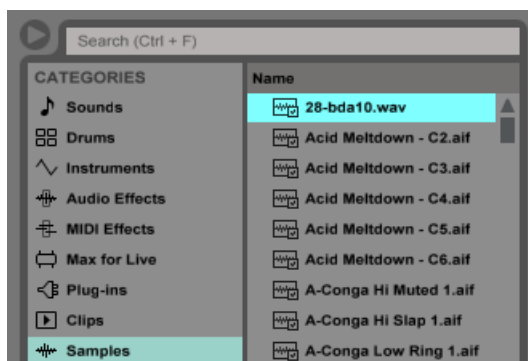 Search (Ctrl + F)
CATEGORIES
Sounds
Drums
Instruments
Audio Effects
MIDI Effects
Max for Live
Plug-ins
Clips
Samples
Name
28-bda10.wav
Acid Meltdown - C2.aif
Acid Meltdown - C3.aif
Acid Meltdown - C4.aif
Acid Meltdown - C5.aif
Acid Meltdown - C6.aif
A-Conga Hi Muted 1.aif
A-Conga Hi Slap 1.aif
A-Conga Low Ring 1.aif